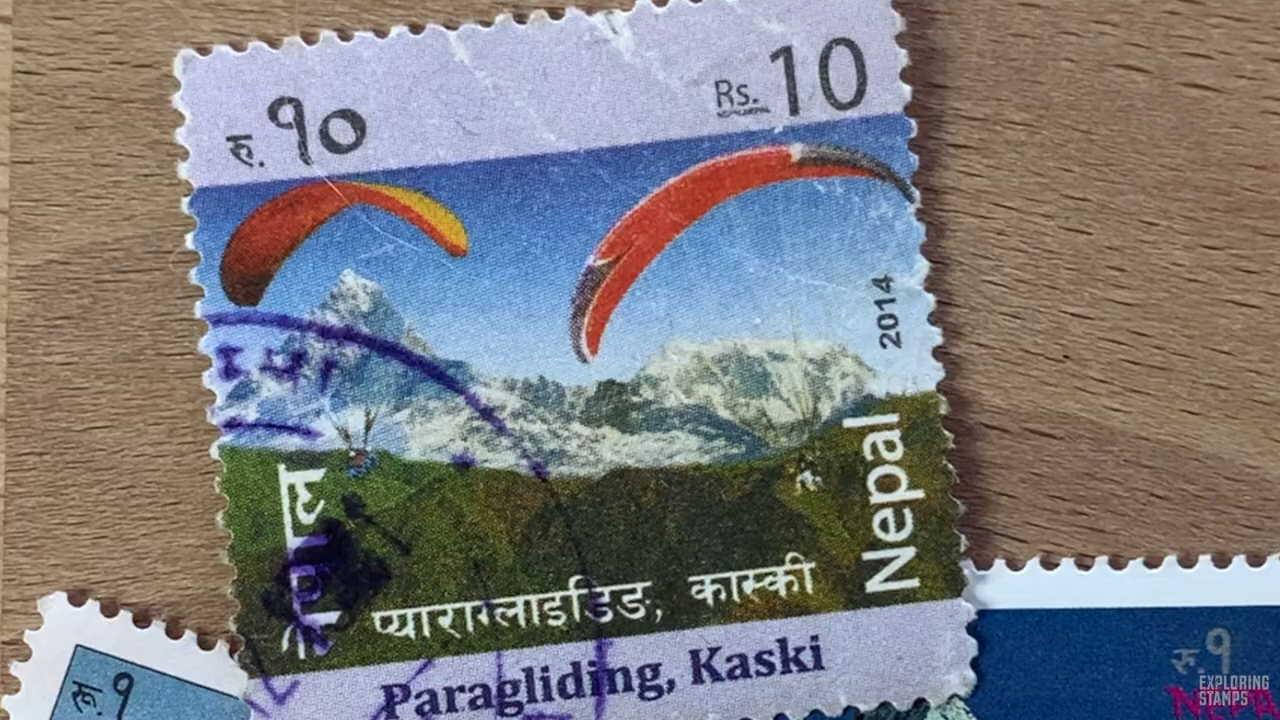 रु. १०
Rs. 10
2014
Nepal
नेपाल
प्याराग्लाइडिङ, कास्की
Paragliding, Kaski
रू. १
रु. १
EXPLORING
STAMPS